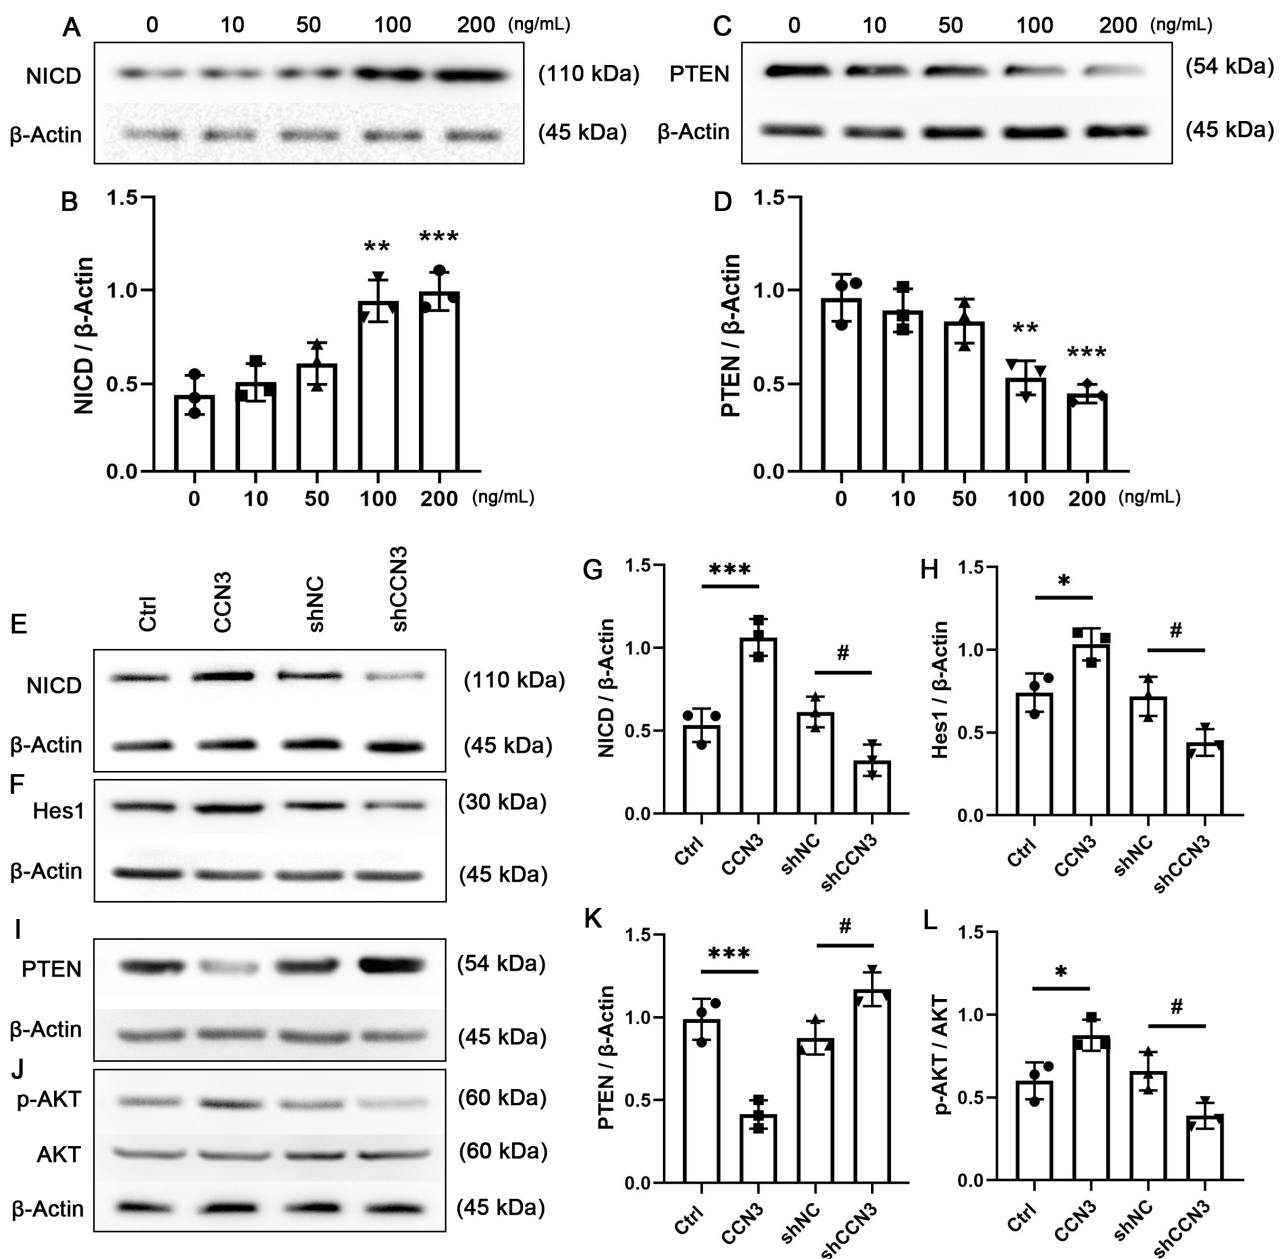 A 0 10 50 100 200 (ng/mL)
NICD (110 kDa)
β-Actin (45 kDa)
C 0 10 50 100 200 (ng/mL)
PTEN (54 kDa)
β-Actin (45 kDa)
B
NICD / β-Actin
1.5
1.0
0.5
0.0
** ***
0 10 50 100 200 (ng/mL)
D
PTEN / β-Actin
1.5
1.0
0.5
0.0
** ***
0 10 50 100 200 (ng/mL)
E
Ctrl CCN3 shNC shCCN3
NICD (110 kDa)
β-Actin (45 kDa)
F
Hes1 (30 kDa)
β-Actin (45 kDa)
G
NICD / β-Actin
1.5
1.0
0.5
0.0
*** #
Ctrl CCN3 shNC shCCN3
H
Hes1 / β-Actin
1.5
1.0
0.5
0.0
* #
Ctrl CCN3 shNC shCCN3
I
PTEN (54 kDa)
β-Actin (45 kDa)
J
p-AKT (60 kDa)
AKT (60 kDa)
β-Actin (45 kDa)
K
PTEN / β-Actin
1.5
1.0
0.5
0.0
*** #
Ctrl CCN3 shNC shCCN3
L
p-AKT / AKT
1.5
1.0
0.5
0.0
* #
Ctrl CCN3 shNC shCCN3